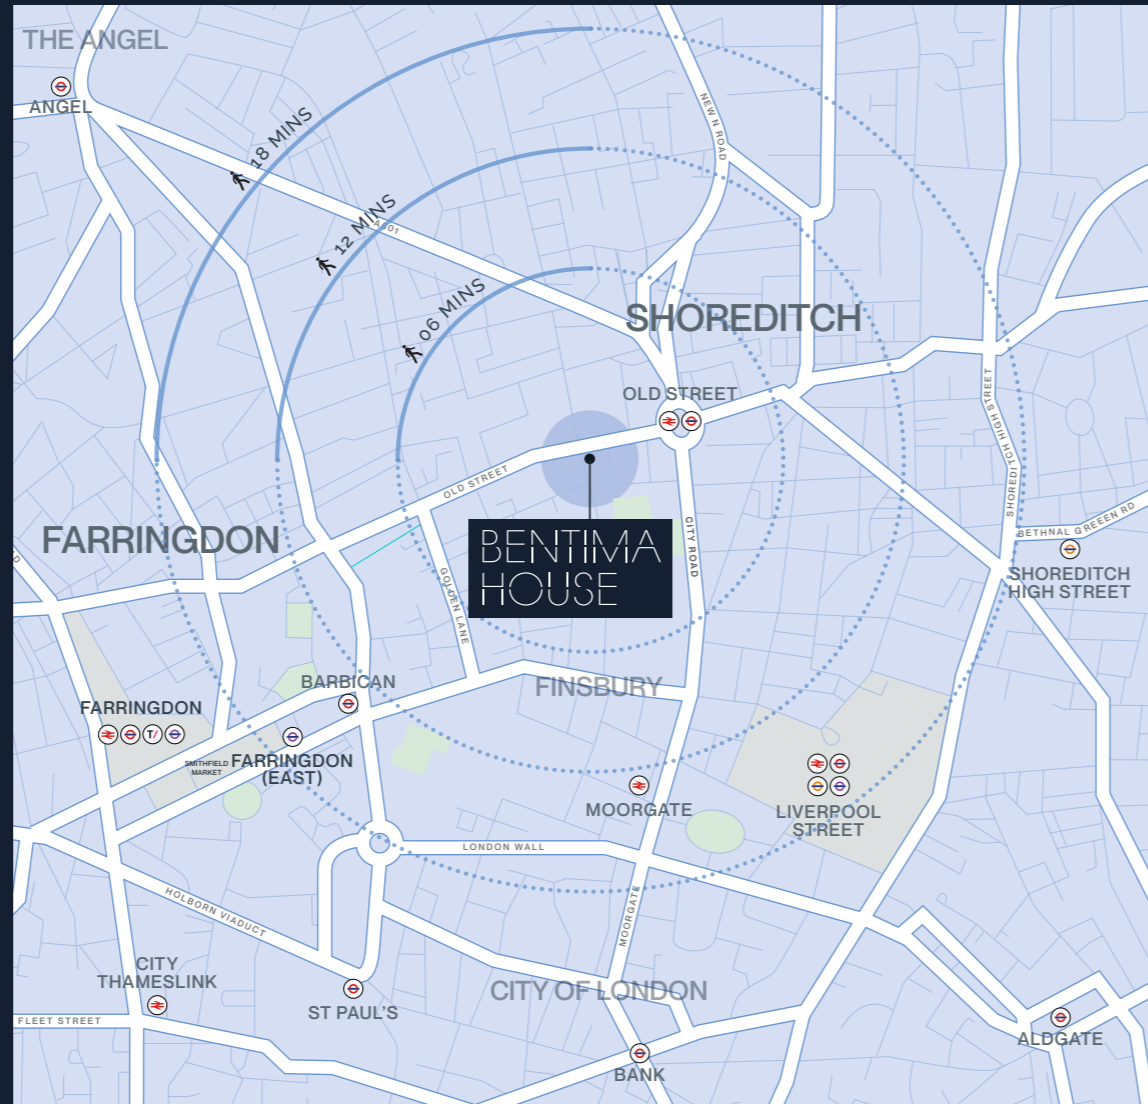 THE ANGEL
ANGEL
18 MINS
NEW N ROAD
12 MINS
06 MINS
SHOREDITCH
OLD STREET
SHOREDITCH HIGH STREET
OLD STREET
BENTIMA
HOUSE
CITY ROAD
FARRINGDON
BETHNAL GREEEN RD
SHOREDITCH
HIGH STREET
GOLDEN LANE
BARBICAN
FINSBURY
FARRINGDON
T/
SMITHFIELD
MARKET
FARRINGDON
(EAST)
MOORGATE
LIVERPOOL
STREET
LONDON WALL
HOLBORN VIADUCT
MOORGATE
CITY
THAMESLINK
CITY OF LONDON
ST PAUL'S
FLEET STREET
ALDGATE
BANK